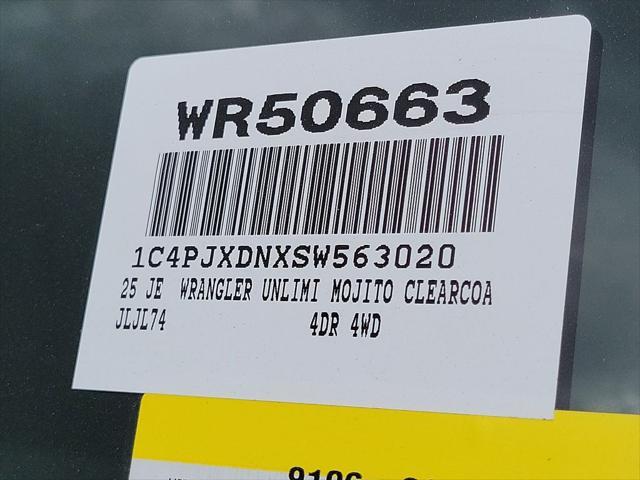 WR50663
1C4PJXDNXSW563020
25 JE WRANGLER UNLIMI MOJITO CLEARCOA
JLJL74 4DR 4WD